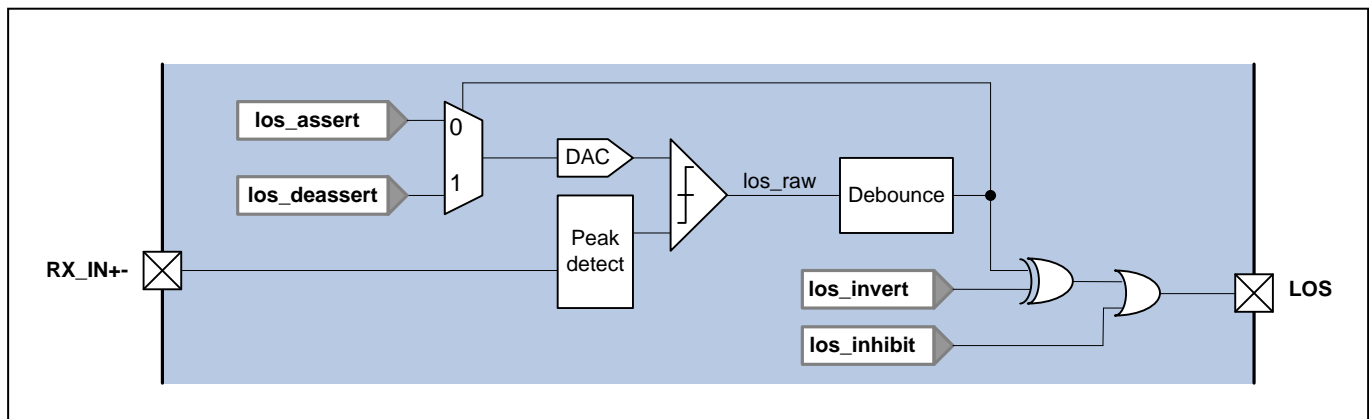 los_assert
0
DAC
los_deassert
1
los_raw
Debounce
Peak
detect
RX_IN+-
los_invert
LOS
los_inhibit